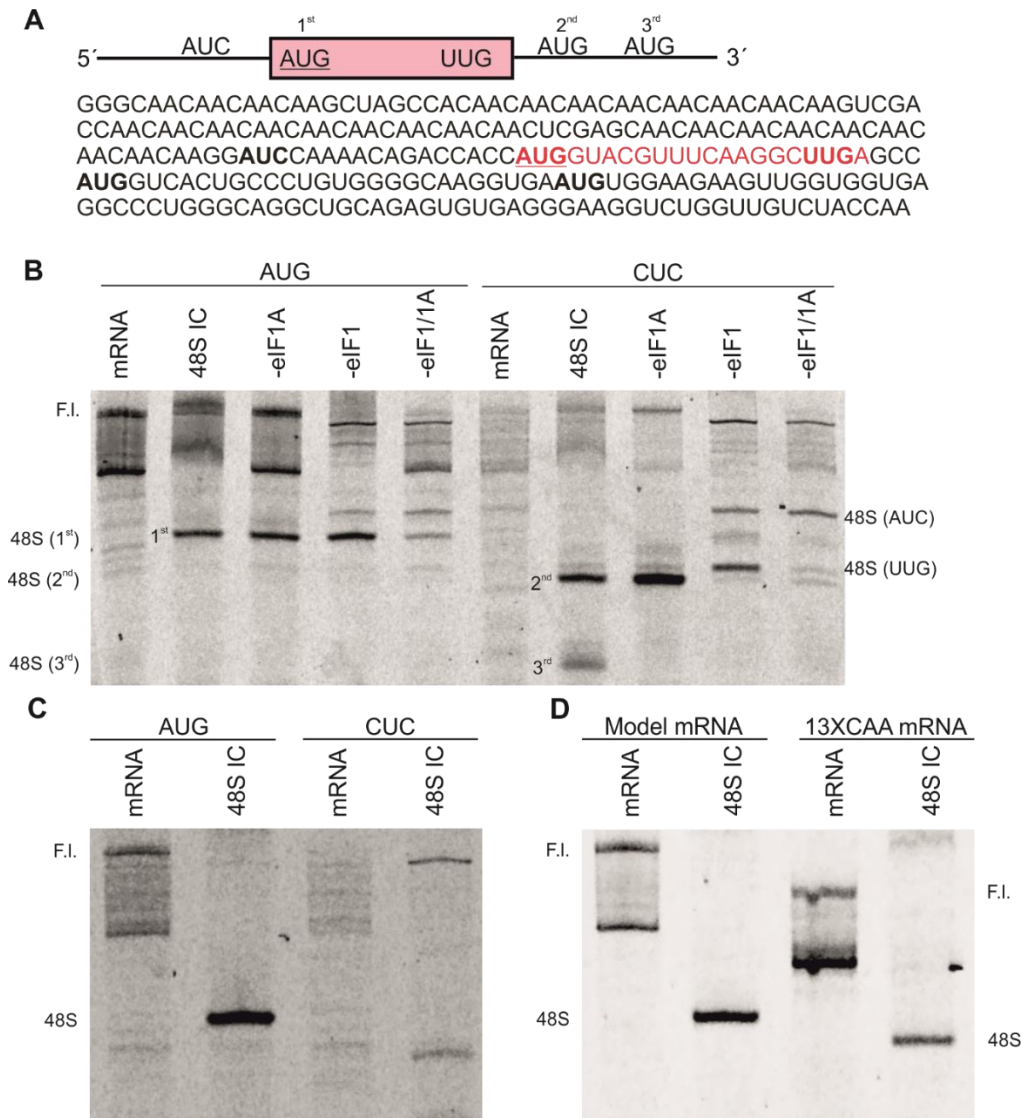 A
1st 2nd 3rd
5´ AUC AUG UUG AUG AUG 3´
GGGCAACAACAACAAGCUAGCCACAACAACAACAACAACAACAACAAGUCGA
CCAACAACAACAACAACAACAACAACAACUCGAGCAACAACAACAACAACAAC
AACAACAAGGAUCCAAAACAGACCACCAUGGUACGUUUCAAGGCUUGAGCC
AUGGUCACUGCCCUGUGGGGCAAGGUGAAUGUGGAAGAAGUUGGUGGUGA
GGCCCUGGGCAGGCUGCAGAGUGUGAGGGAAGGUCUGGUUGUCUACCAA
B
AUG CUC
mRNA 48S IC -eIF1A -eIF1 -eIF1/1A mRNA 48S IC -eIF1A -eIF1 -eIF1/1A
F.I.
48S (AUC)
48S (1st) 1st
48S (UUG)
48S (2nd) 2nd
48S (3rd) 3rd
C
AUG CUC
mRNA 48S IC mRNA 48S IC
F.I.
48S
D
Model mRNA 13XCAA mRNA
mRNA 48S IC mRNA 48S IC
F.I.
F.I.
48S
48S